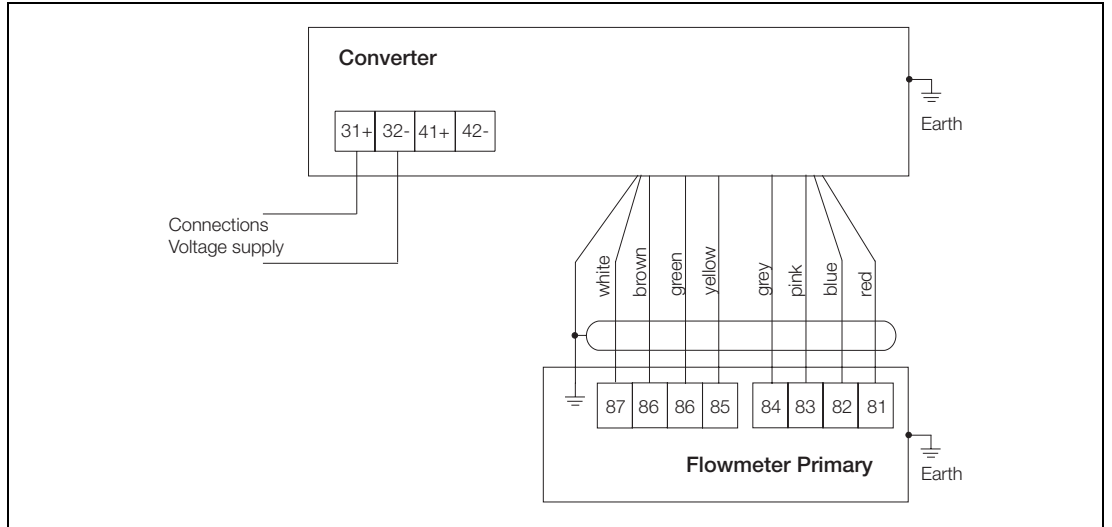 Converter
31+ 32- 41+ 42-
Earth
Connections
Voltage supply
white
brown
green
yellow
grey
pink
blue
red
87 86 86 85 84 83 82 81
Flowmeter Primary
Earth